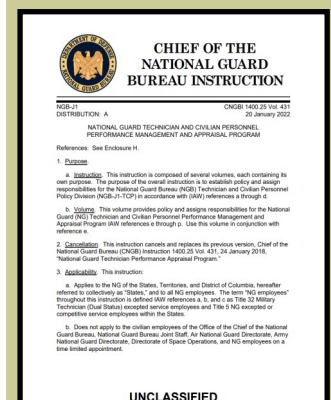 DEPARTMENT OF DEFENSE
NATIONAL GUARD BUREAU
CHIEF OF THE
NATIONAL GUARD
BUREAU INSTRUCTION
NGB-J1
CNGBI 1400.25 Vol. 431
DISTRIBUTION: A
20 January 2022
NATIONAL GUARD TECHNICIAN AND CIVILIAN PERSONNEL
PERFORMANCE MANAGEMENT AND APPRAISAL PROGRAM
References: See Enclosure H.
1. Purpose.
a. Instruction. This instruction is composed of several volumes, each containing its
own purpose. The purpose of the overall instruction is to establish policy and assign
responsibilities for the National Guard Bureau (NGB) Technician and Civilian Personnel
Policy Division (NGB-J1-TCP) in accordance with (IAW) references a through d.
b. Volume. This volume provides policy and assigns responsibilities for the National
Guard (NG) Technician and Civilian Personnel Performance Management and
Appraisal Program IAW references e through p. Use this volume in conjunction with
reference e.
2. Cancellation. This instruction cancels and replaces its previous version, Chief of the
National Guard Bureau (CNGB) Instruction 1400.25 Vol. 431, 24 January 2018,
"National Guard Technician Performance Appraisal Program."
3. Applicability. This instruction:
a. Applies to the NG of the States, Territories, and District of Columbia, hereafter
referred to collectively as "States," and to all NG employees. The term "NG employees"
throughout this instruction is defined IAW references a, b, and c as Title 32 Military
Technician (Dual Status) excepted service employees and Title 5 NG excepted or
competitive service employees within the States.
b. Does not apply to the civilian employees of the Office of the Chief of the National
Guard Bureau, National Guard Bureau Joint Staff, Air National Guard Directorate, Army
National Guard Directorate, Directorate of Space Operations, and NG employees on a
time limited appointment.
UNCLASSIFIED